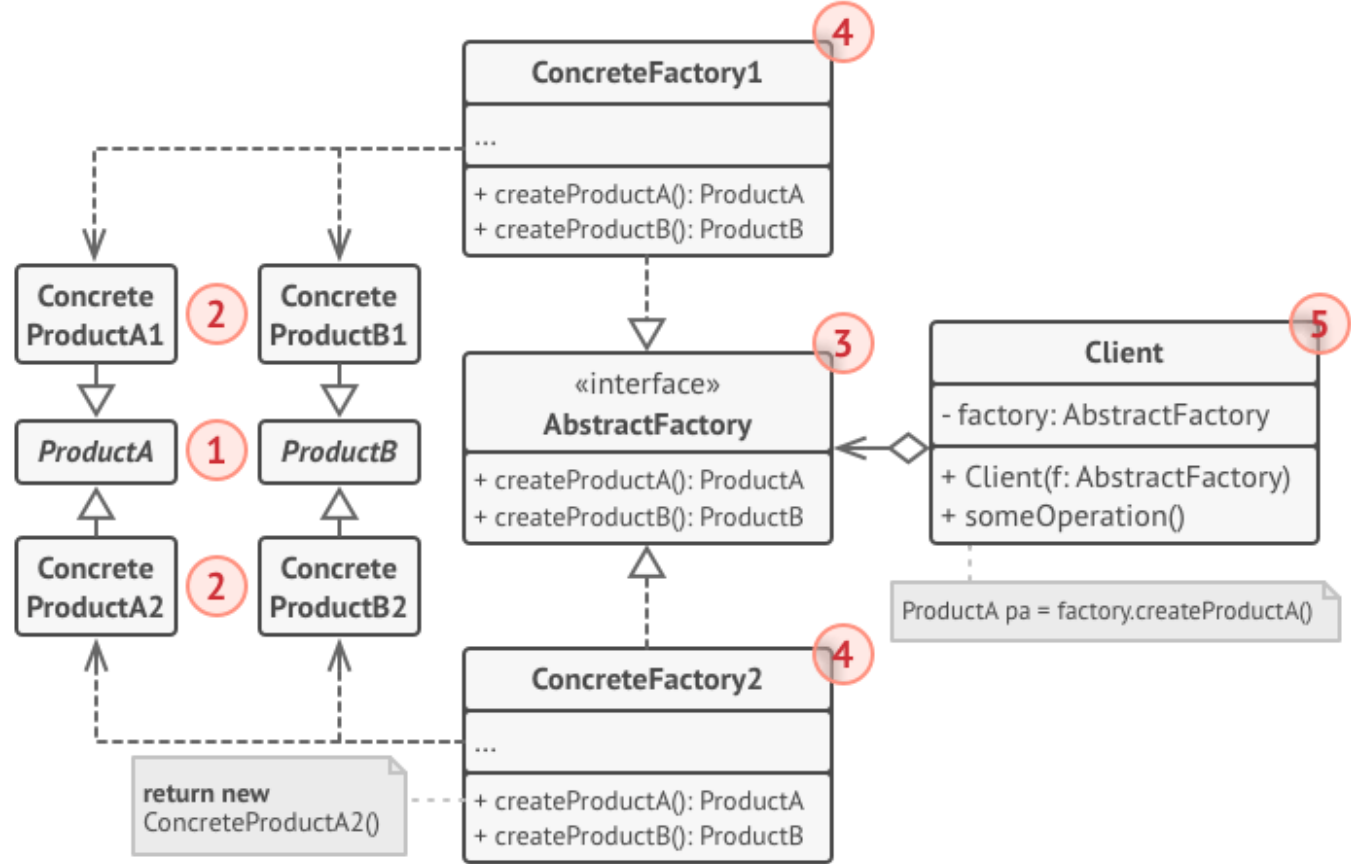 4
ConcreteFactory1
...
+ createProductA(): ProductA
+ createProductB(): ProductB
Concrete
ProductA1
2
Concrete
ProductB1
ProductA
1
ProductB
Concrete
ProductA2
2
Concrete
ProductB2
3
«interface»
AbstractFactory
+ createProductA(): ProductA
+ createProductB(): ProductB
5
Client
- factory: AbstractFactory
+ Client(f: AbstractFactory)
+ someOperation()
ProductA pa = factory.createProductA()
4
ConcreteFactory2
...
+ createProductA(): ProductA
+ createProductB(): ProductB
return new
ConcreteProductA2()